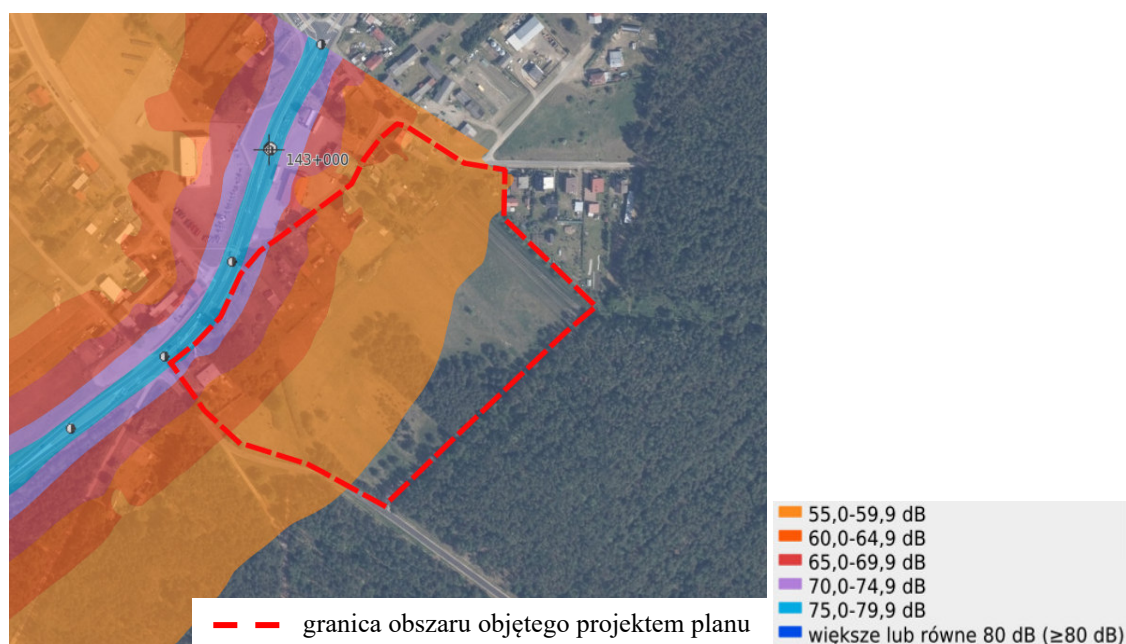 143+000
55,0-59,9 dB
60,0-64,9 dB
65,0-69,9 dB
70,0-74,9 dB
75,0-79,9 dB
większe lub równe 80 dB (≥80 dB)
granica obszaru objętego projektem planu